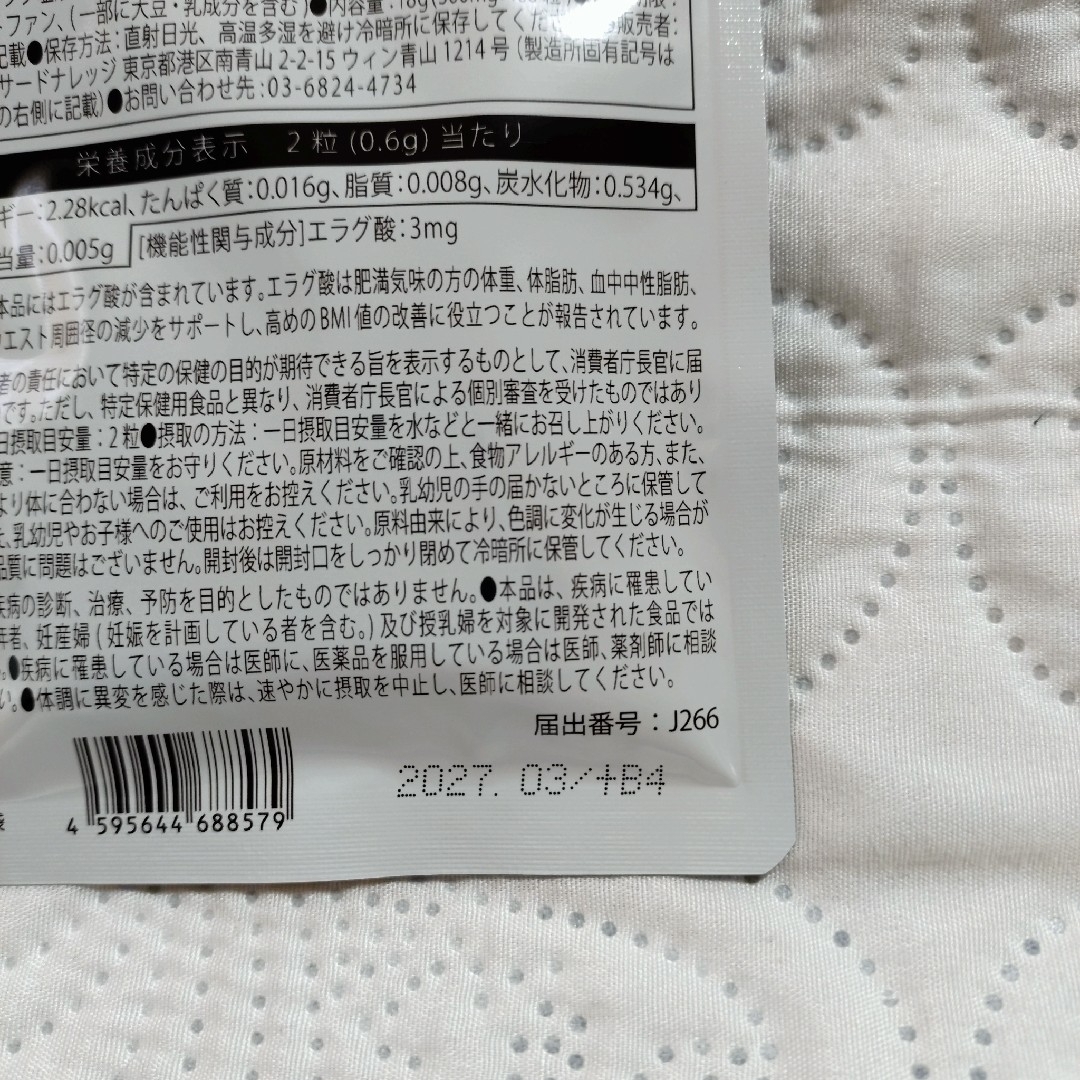 トファン、(一部に大豆・乳成分を含む)●内容量:18g(300mg
記載●保存方法:直射日光、高温多湿を避け冷暗所に保存してくだ 販売者:
サードナレッジ 東京都港区南青山2-2-15ウィン青山1214号(製造所固有記号は
の右側に記載)●お問い合わせ先:03-6824-4734
栄養成分表示 2粒(0.6g)当たり
ギー:2.28kcal、たんぱく質:0.016g、脂質:0.008g、炭水化物:0.534g、
当量:0.005g [機能性関与成分]エラグ酸:3mg
本品にはエラグ酸が含まれています。エラグ酸は肥満気味の方の体重、体脂肪、血中中性脂肪、
ウエスト周囲径の減少をサポートし、高めのBMI値の改善に役立つことが報告されています。
者の責任において特定の保健の目的が期待できる旨を表示するものとして、消費者庁長官に届
です。ただし、特定保健用食品と異なり、消費者庁長官による個別審査を受けたものではあり
日摂取目安量:2粒●摂取の方法:一日摂取目安量を水などと一緒にお召し上がりください。
意:一日摂取目安量をお守りください。原材料をご確認の上、食物アレルギーのある方、また、
より体に合わない場合は、ご利用をお控えください。乳幼児の手の届かないところに保管して
た、乳幼児やお子様へのご使用はお控えください。原料由来により、色調に変化が生じる場合が
品質に問題はございません。開封後は開封口をしっかり閉めて冷暗所に保管してください。
疾病の診断、治療、予防を目的としたものではありません。●本品は、疾病に罹患してい
年者、妊産婦(妊娠を計画している者を含む。)及び授乳婦を対象に開発された食品では
。●疾病に罹患している場合は医師に、医薬品を服用している場合は医師、薬剤師に相談
い。●体調に異変を感じた際は、速やかに摂取を中止し、医師に相談してください。
届出番号:J266
2027.03/+B4
4 595644 688579